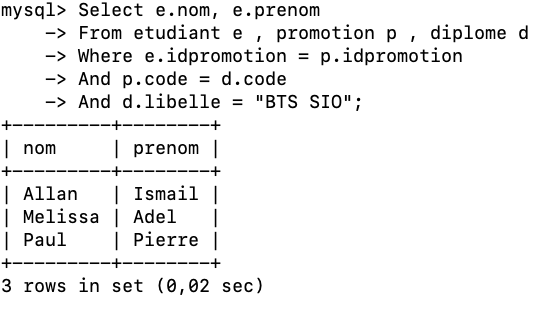 mysql> Select e.nom, e.prenom
    -> From etudiant e , promotion p , diplome d
    -> Where e.idpromotion = p.idpromotion
    -> And p.code = d.code
    -> And d.libelle = "BTS SIO";
+---------+--------+
| nom     | prenom |
+---------+--------+
| Allan   | Ismail |
| Melissa | Adel   |
| Paul    | Pierre |
+---------+--------+
3 rows in set (0,02 sec)